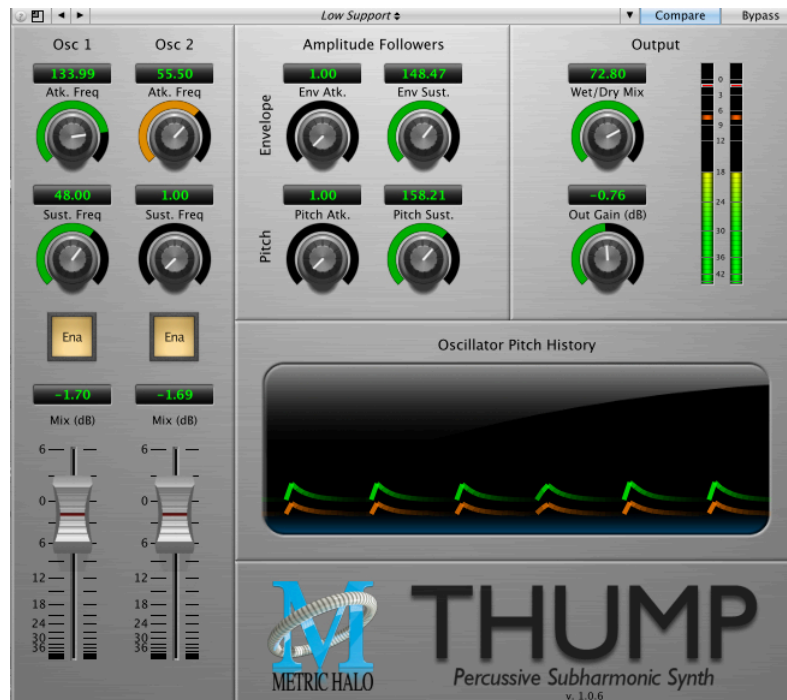 Low Support
Compare
Bypass
Osc 1
Osc 2
133.99
55.50
Atk. Freq
Atk. Freq
48.00
1.00
Sust. Freq
Sust. Freq
Ena
Ena
-1.70
-1.69
Mix (dB)
Mix (dB)
6
0
6
12
18
24
30
36
6
0
6
12
18
24
30
36
Amplitude Followers
Envelope
1.00
148.47
Env Atk.
Env Sust.
Pitch
1.00
158.21
Pitch Atk.
Pitch Sust.
Output
72.80
Wet/Dry Mix
-0.76
Out Gain (dB)
0
3
6
9
12
18
24
30
36
42
Oscillator Pitch History
M
METRIC HALO
THUMP
Percussive Subharmonic Synth
v. 1.0.6